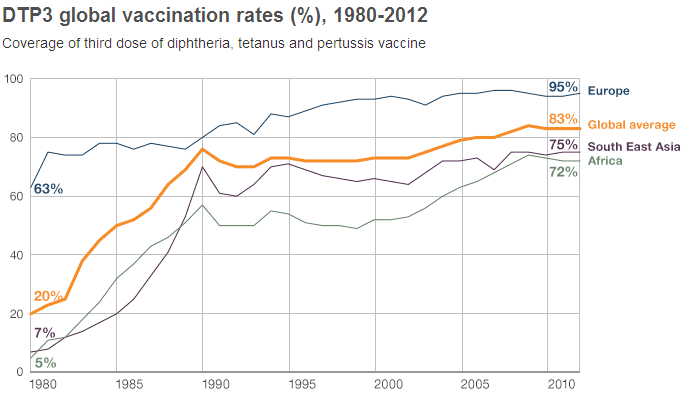 DTP3 global vaccination rates (%), 1980-2012
Coverage of third dose of diphtheria, tetanus and pertussis vaccine
100
95%
Europe
83%
Global average
80
75%
South East Asia
Africa
72%
63%
60
40
20%
20
7%
5%
0
1980 1985 1990 1995 2000 2005 2010